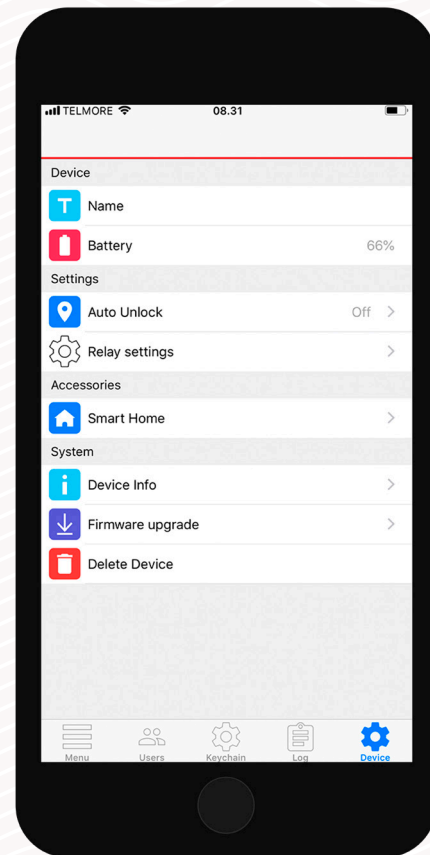 TELMORE 08.31
Device
T Name
Battery 66%
Settings
Auto Unlock Off
Relay settings
Accessories
Smart Home
System
i Device Info
Firmware upgrade
Delete Device
Menu Users Keychain Log Device